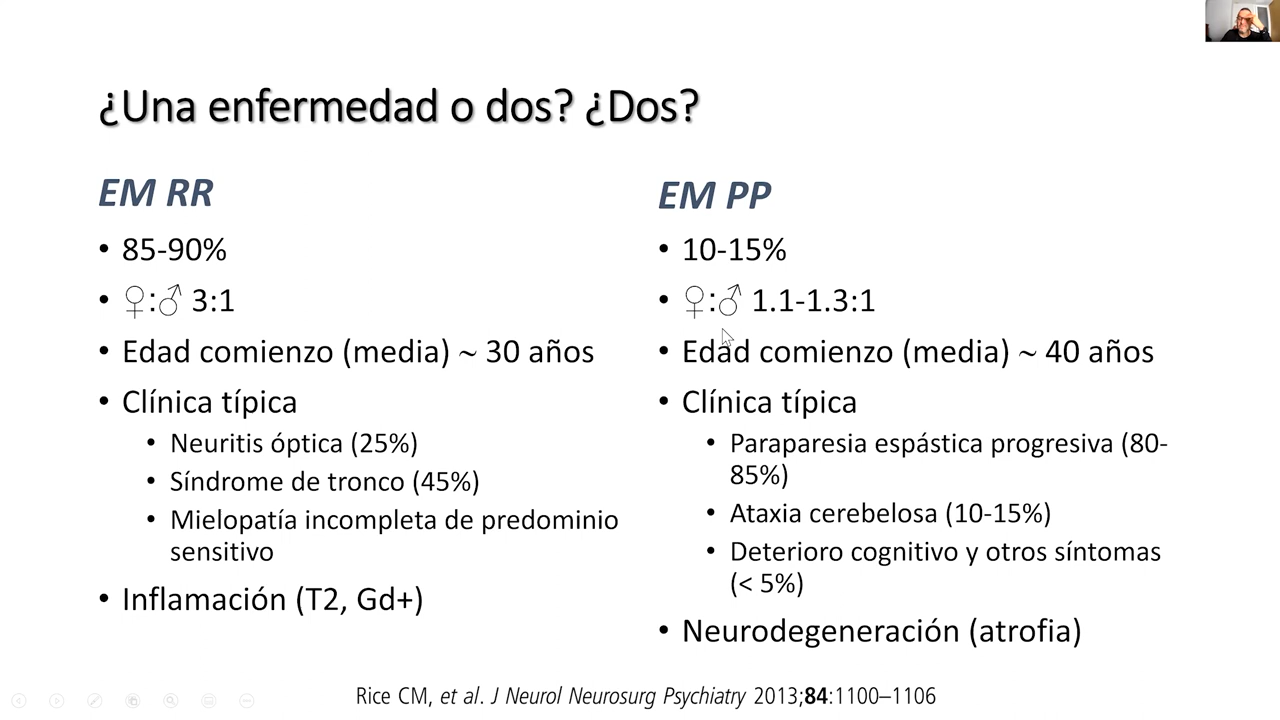 ¿Una enfermedad o dos? ¿Dos?
EM RR
• 85-90%
• ♀:♂ 3:1
• Edad comienzo (media) ~ 30 años
• Clínica típica
• Neuritis óptica (25%)
• Síndrome de tronco (45%)
• Mielopatía incompleta de predominio
sensitivo
• Inflamación (T2, Gd+)
EM PP
• 10-15%
• ♀:♂ 1.1-1.3:1
• Edad comienzo (media) ~ 40 años
• Clínica típica
• Paraparesia espástica progresiva (80-
85%)
• Ataxia cerebelosa (10-15%)
• Deterioro cognitivo y otros síntomas
(< 5%)
• Neurodegeneración (atrofia)
Rice CM, et al. J Neurol Neurosurg Psychiatry 2013;84:1100–1106